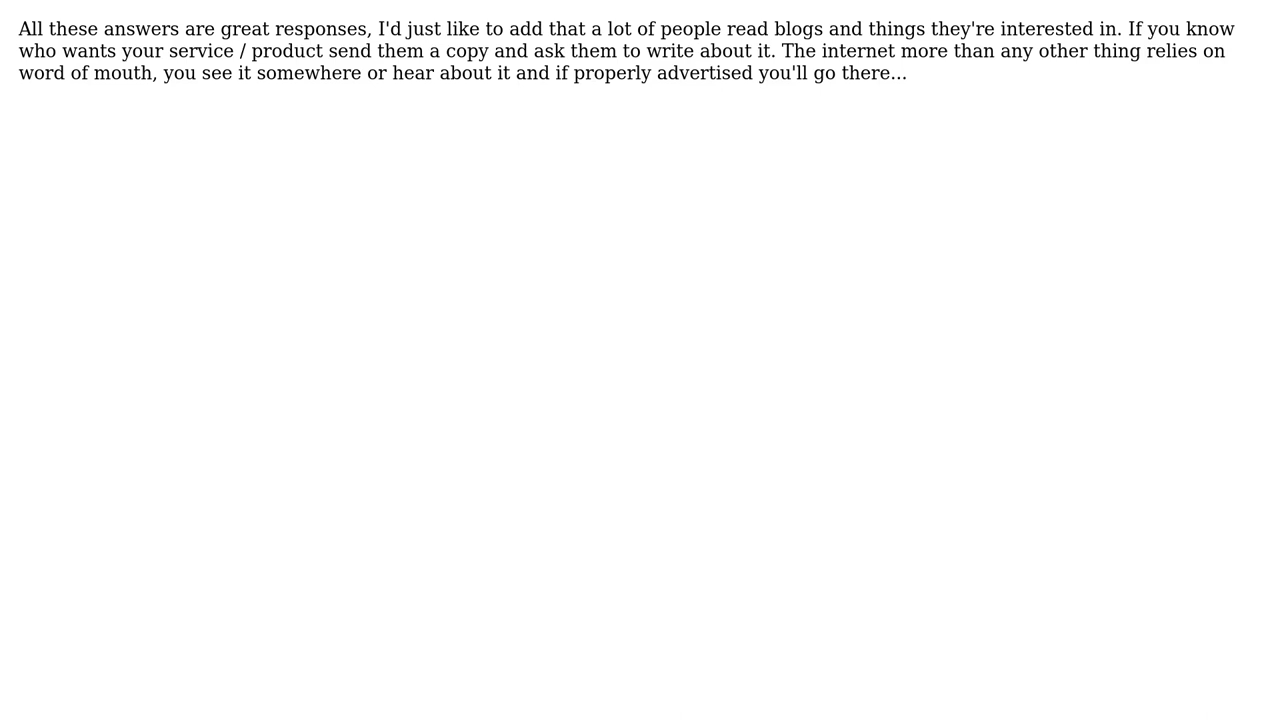 All these answers are great responses, I'd just like to add that a lot of people read blogs and things they're interested in. If you know
who wants your service / product send them a copy and ask them to write about it. The internet more than any other thing relies on
word of mouth, you see it somewhere or hear about it and if properly advertised you'll go there...